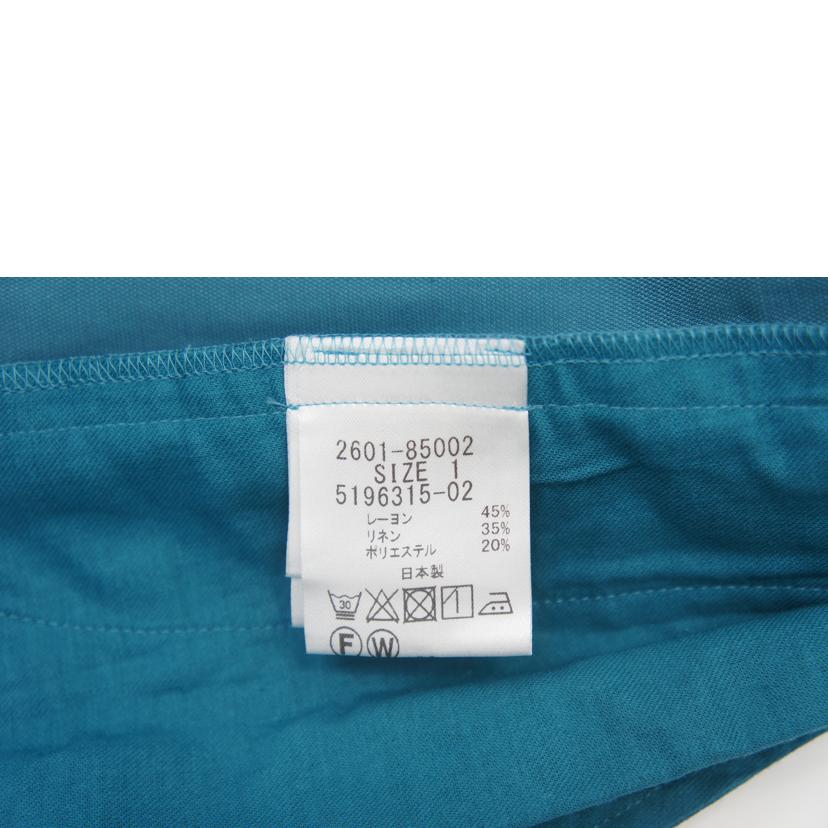 2601-85002
SIZE 1
5196315-02
レーヨン 45%
リネン 35%
ポリエステル 20%
日本製
30
F W